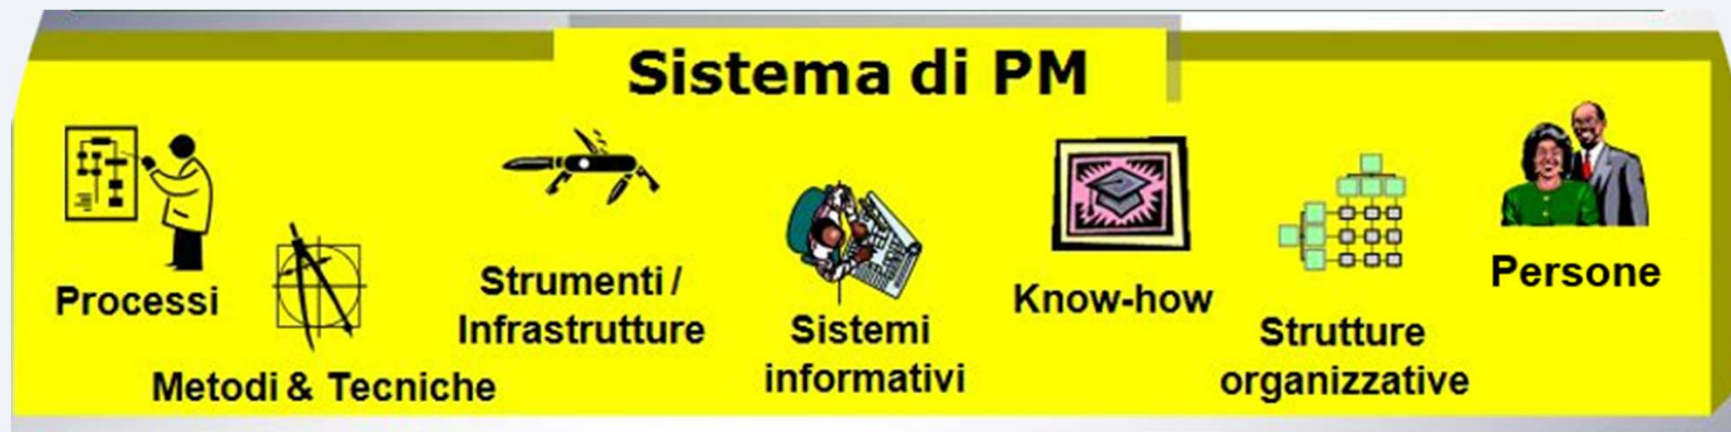 Sistema di PM
Processi
Metodi & Tecniche
Strumenti /
Infrastrutture
Sistemi
informativi
Know-how
Strutture
organizzative
Persone